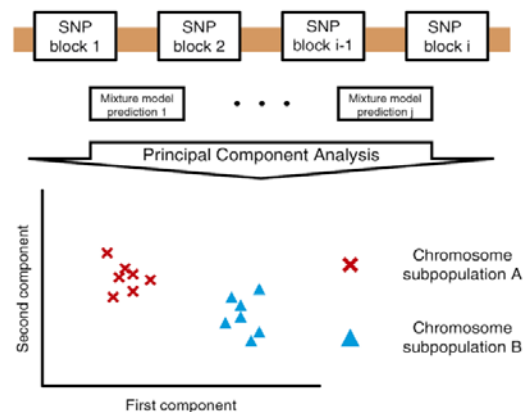 SNP block 1
SNP block 2
SNP block i-1
SNP block i
Mixture model prediction 1
. . .
Mixture model prediction j
Principal Component Analysis
Second component
Chromosome
subpopulation A
Chromosome
subpopulation B
First component